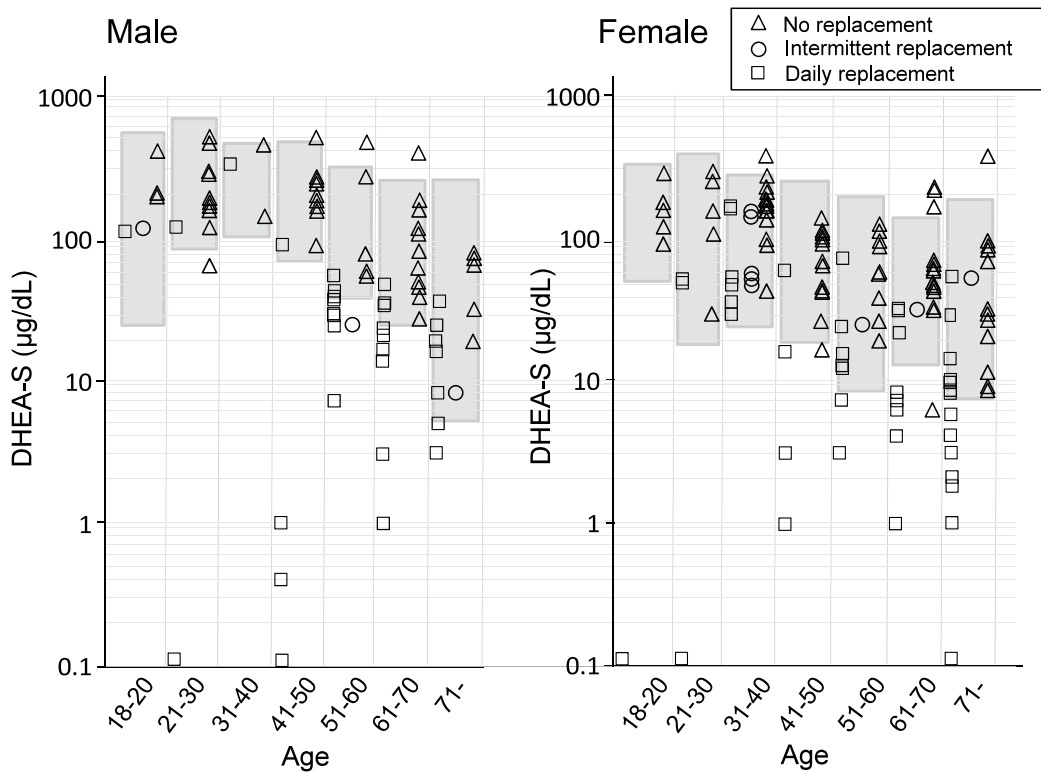 Male
Female
No replacement
Intermittent replacement
Daily replacement
DHEA-S (µg/dL)
1000
100
10
1
0.1
18-20
21-30
31-40
41-50
51-60
61-70
71-
Age
DHEA-S (µg/dL)
1000
100
10
1
0.1
18-20
21-30
31-40
41-50
51-60
61-70
71-
Age